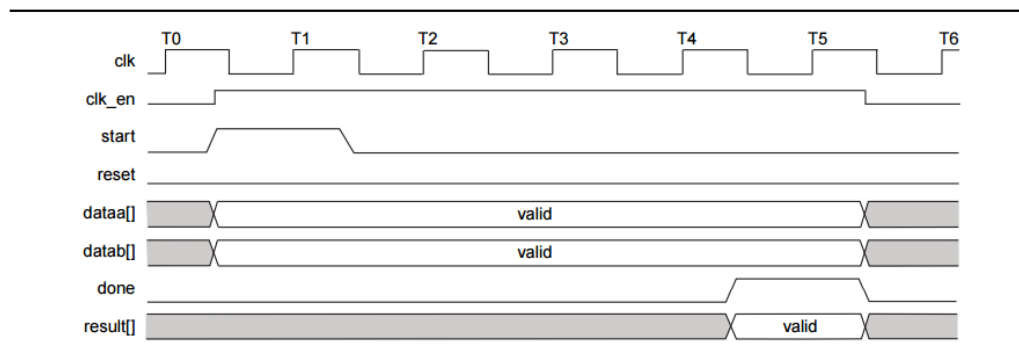 T0 T1 T2 T3 T4 T5 T6
clk
clk_en
start
reset
dataa[] valid
datab[] valid
done
result[] valid